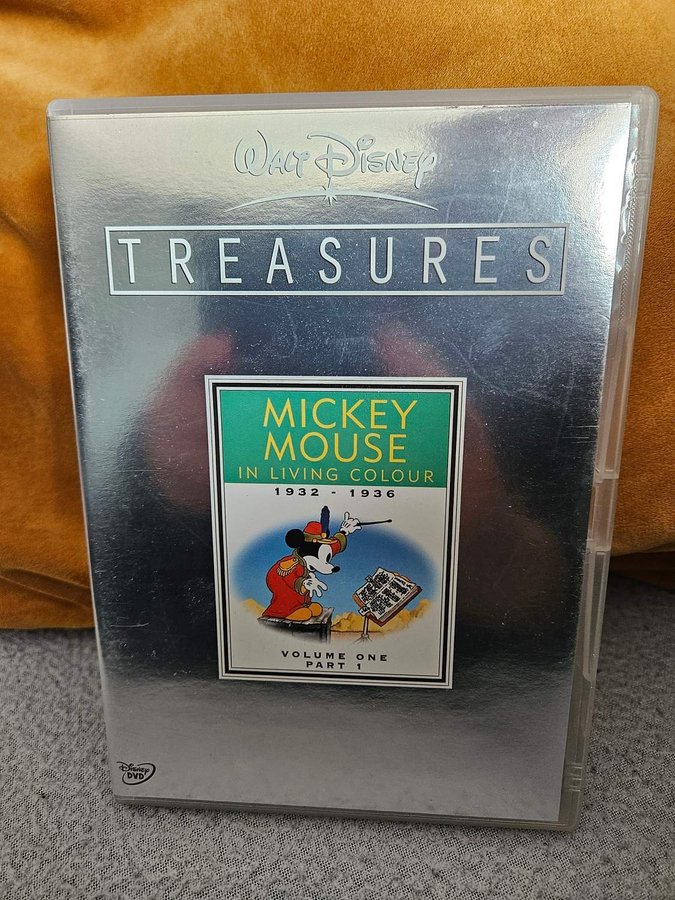 WALT DISNEY
TREASURES
MICKEY
MOUSE
IN LIVING COLOUR
1932 - 1936
VOLUME ONE
PART 1
DISNEY
DVD